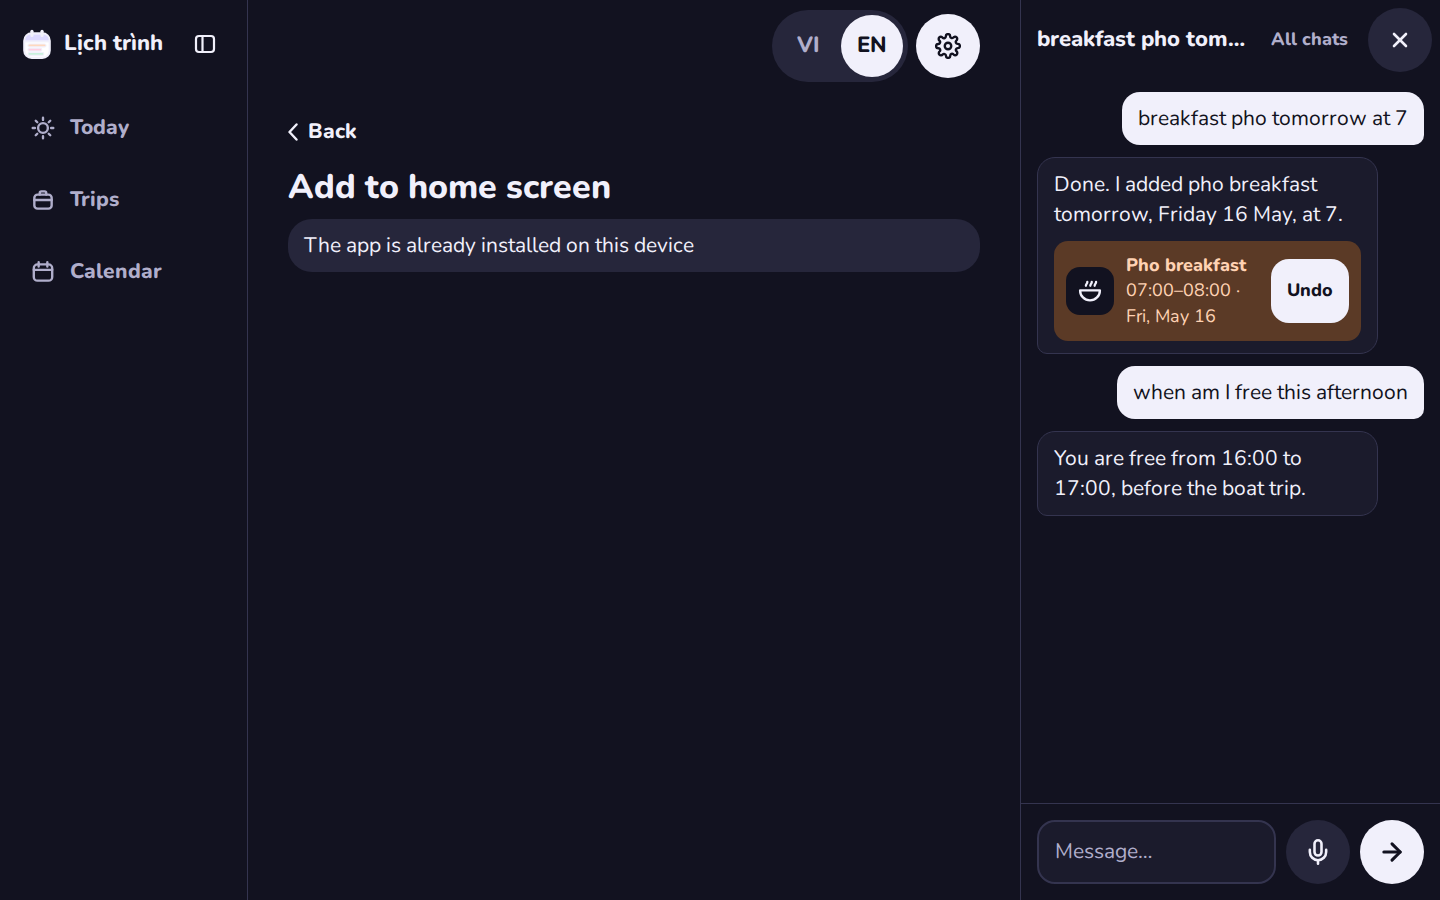 Lịch trình
Today
Trips
Calendar
VI
EN
Back
Add to home screen
The app is already installed on this device
breakfast pho tom...
All chats
breakfast pho tomorrow at 7
Done. I added pho breakfast
tomorrow, Friday 16 May, at 7.
Pho breakfast
07:00–08:00 ·
Fri, May 16
Undo
when am I free this afternoon
You are free from 16:00 to
17:00, before the boat trip.
Message...